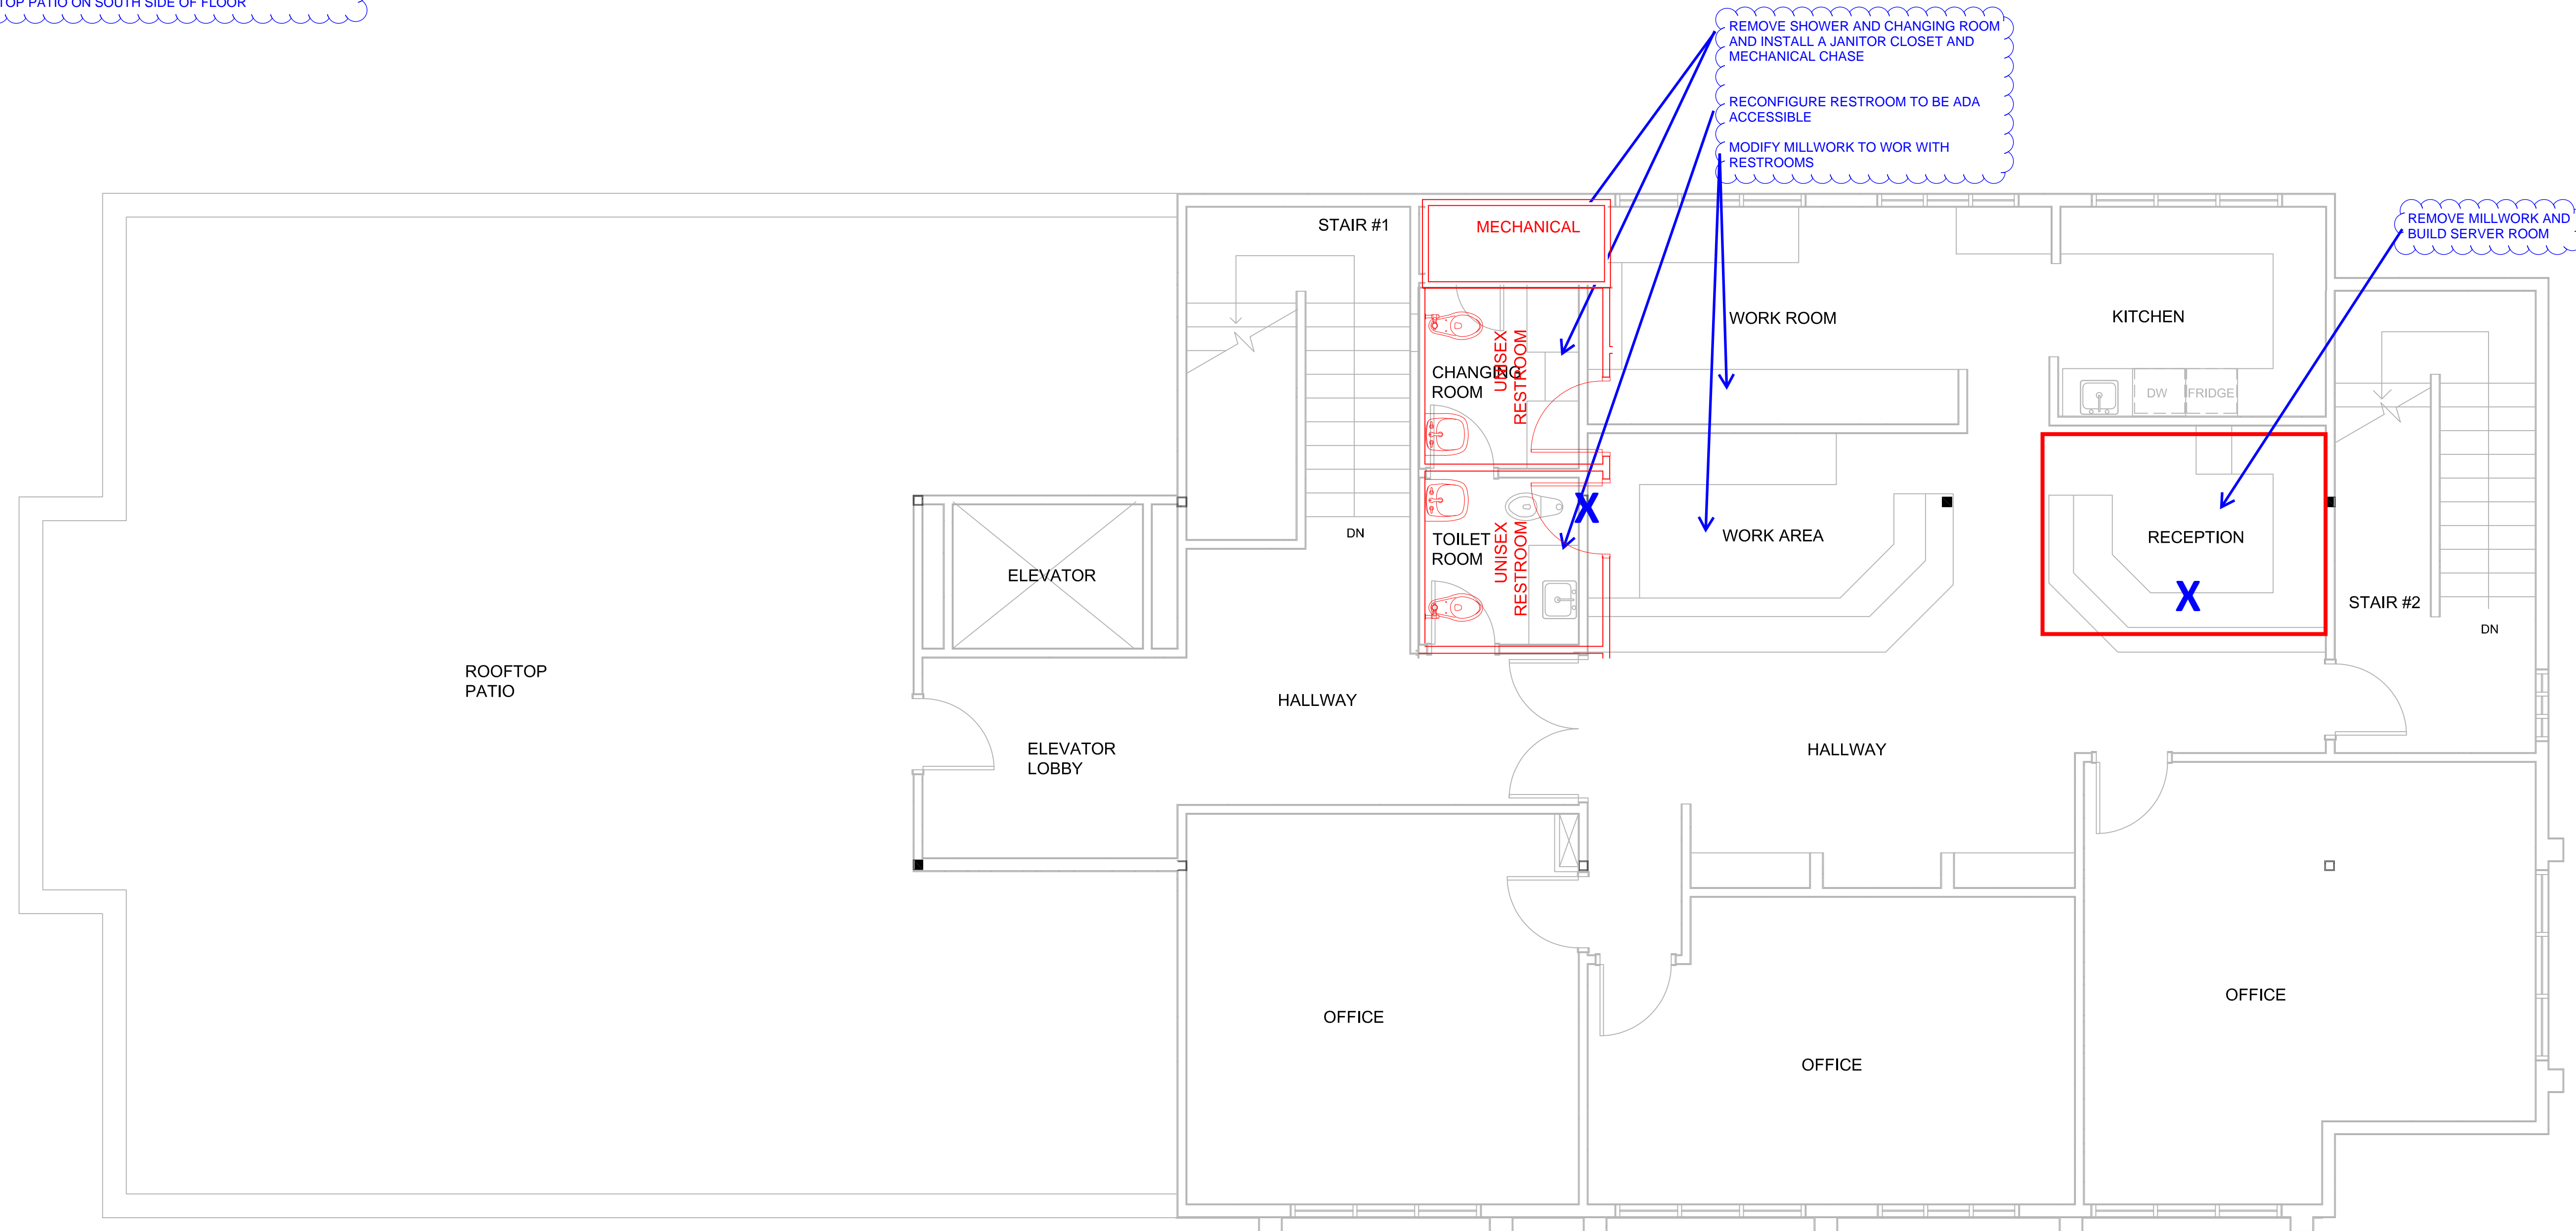 TOP PATIO ON SOUTH SIDE OF FLOOR
REMOVE SHOWER AND CHANGING ROOM
AND INSTALL A JANITOR CLOSET AND
MECHANICAL CHASE
RECONFIGURE RESTROOM TO BE ADA
ACCESSIBLE
MODIFY MILLWORK TO WOR WITH
RESTROOMS
REMOVE MILLWORK AND
BUILD SERVER ROOM
STAIR #1
MECHANICAL
WORK ROOM
KITCHEN
DW
FRIDGE
CHANGING
ROOM
UNISEX
RESTROOM
X
DN
TOILET
ROOM
UNISEX
RESTROOM
WORK AREA
RECEPTION
X
ELEVATOR
STAIR #2
DN
ROOFTOP
PATIO
HALLWAY
ELEVATOR
LOBBY
HALLWAY
OFFICE
OFFICE
OFFICE